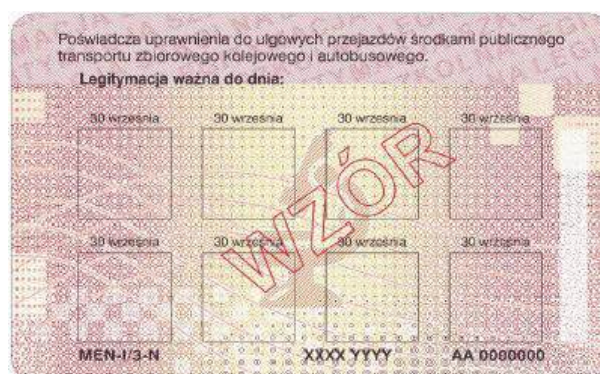 Poświadcza uprawnienia do ulgowych przejazdów środkami publicznego
transportu zbiorowego kolejowego i autobusowego.
Legitymacja ważna do dnia:
30 września 30 września 30 września 30 września
WZÓR
30 września 30 września 30 września 30 września
MEN-I/3-N XXXX YYYY AA 0000000